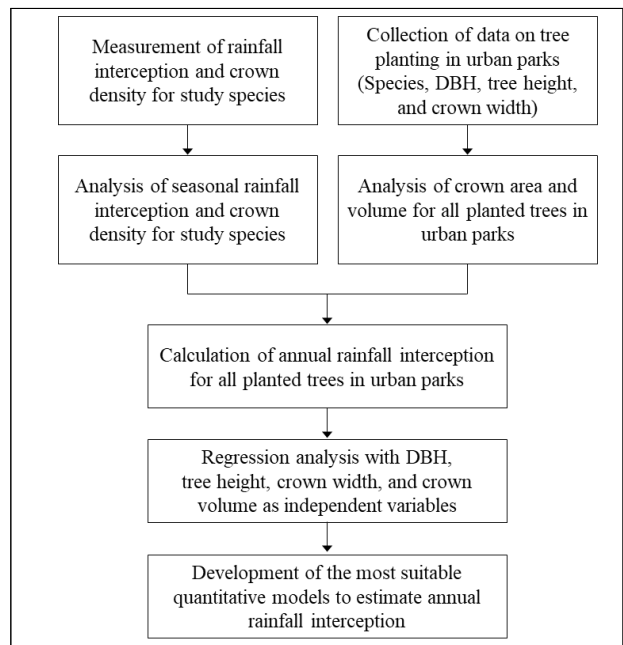 Measurement of rainfall
interception and crown
density for study species
Collection of data on tree
planting in urban parks
(Species, DBH, tree height,
and crown width)
Analysis of seasonal rainfall
interception and crown
density for study species
Analysis of crown area and
volume for all planted trees in
urban parks
Calculation of annual rainfall interception
for all planted trees in urban parks
Regression analysis with DBH,
tree height, crown width, and crown
volume as independent variables
Development of the most suitable
quantitative models to estimate annual
rainfall interception